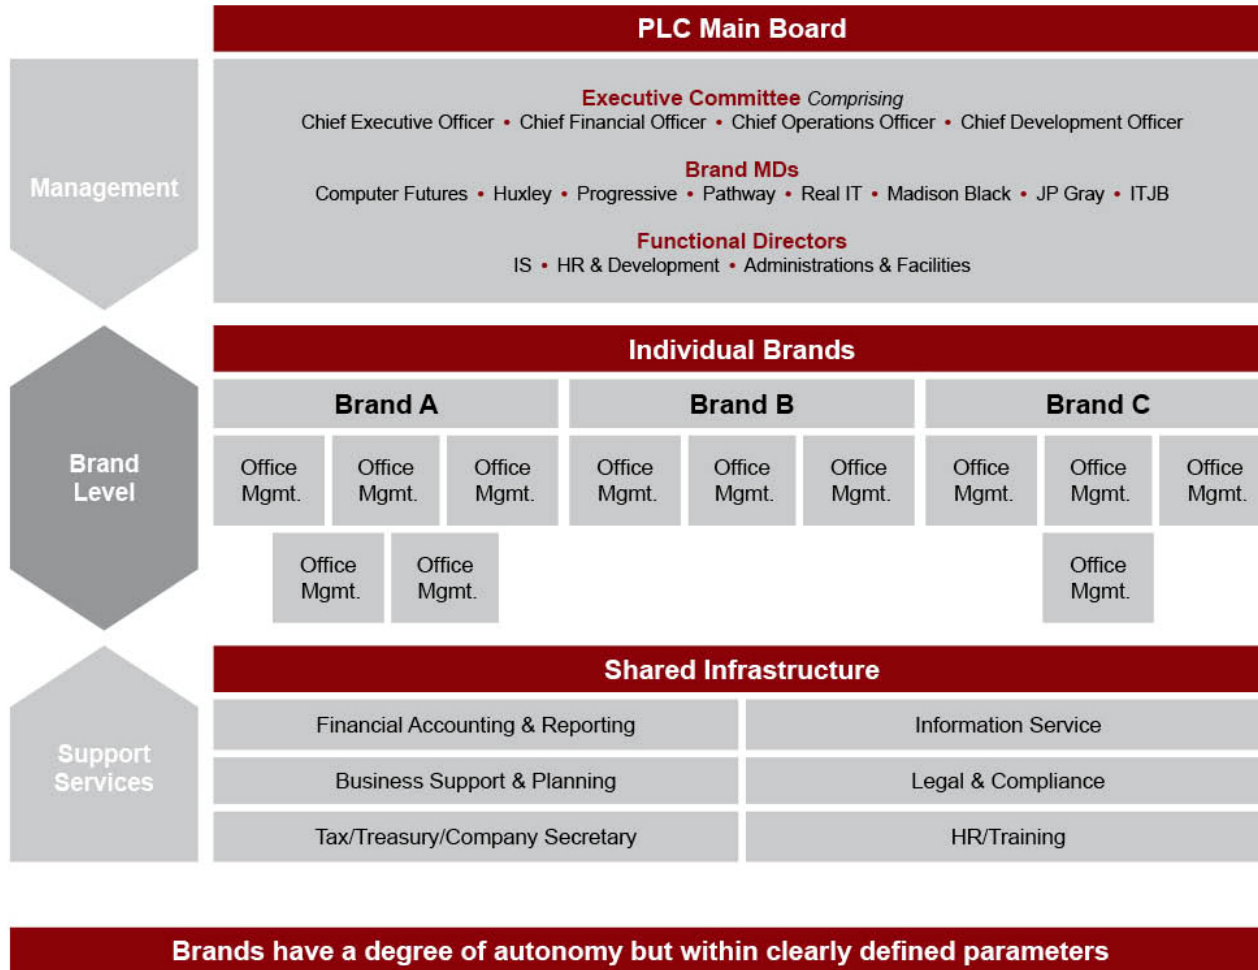 PLC Main Board
Management
Executive Committee Comprising
Chief Executive Officer • Chief Financial Officer • Chief Operations Officer • Chief Development Officer
Brand MDs
Computer Futures • Huxley • Progressive • Pathway • Real IT • Madison Black • JP Gray • ITJB
Functional Directors
IS • HR & Development • Administrations & Facilities
Brand
Level
Individual Brands
Brand A
Brand B
Brand C
Office
Mgmt.
Office
Mgmt.
Office
Mgmt.
Office
Mgmt.
Office
Mgmt.
Office
Mgmt.
Office
Mgmt.
Office
Mgmt.
Office
Mgmt.
Office
Mgmt.
Office
Mgmt.
Office
Mgmt.
Support
Services
Shared Infrastructure
Financial Accounting & Reporting
Information Service
Business Support & Planning
Legal & Compliance
Tax/Treasury/Company Secretary
HR/Training
Brands have a degree of autonomy but within clearly defined parameters